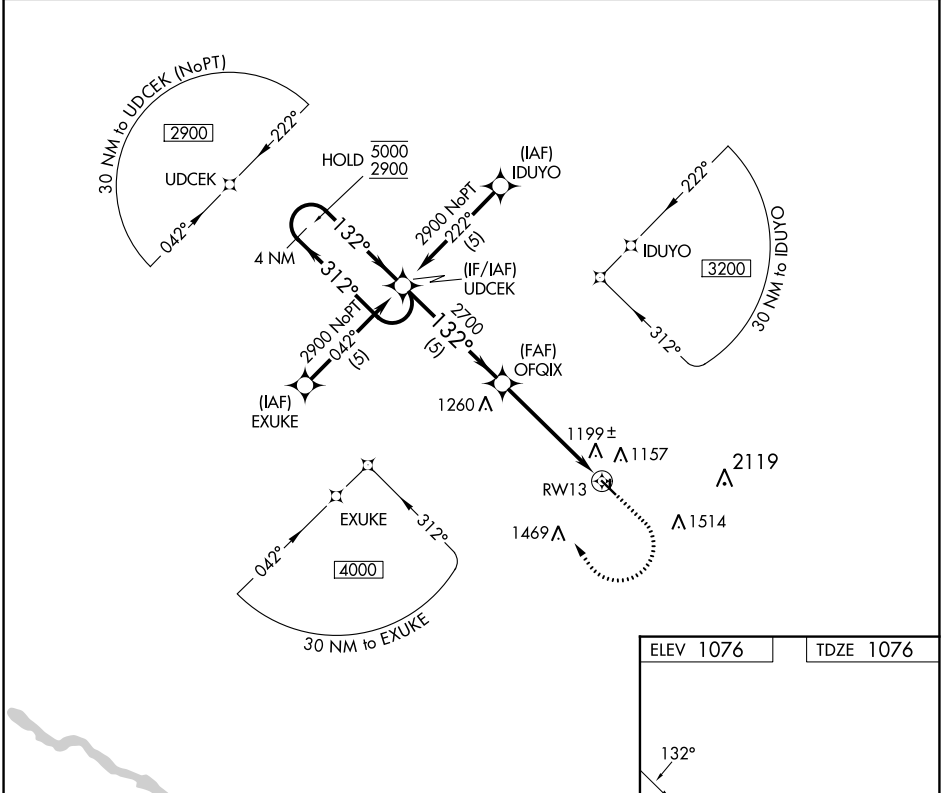 30 NM to UDCEK (NoPT)
2900
222°
UDCEK
042°
HOLD 5000
2900
(IAF)
IDUYO
2900 NoPT
222°
(5)
132°
4 NM
312°
(IF/IAF)
UDCEK
2900 NoPT
042°
(5)
(IAF)
EXUKE
2700
132°
(5)
(FAF)
OFQIX
222°
IDUYO
3200
312°
30 NM to IDUYO
1260
1199±
1157
2119
RW13
1514
1469
EXUKE
042°
312°
4000
30 NM to EXUKE
ELEV 1076
TDZE 1076
132°